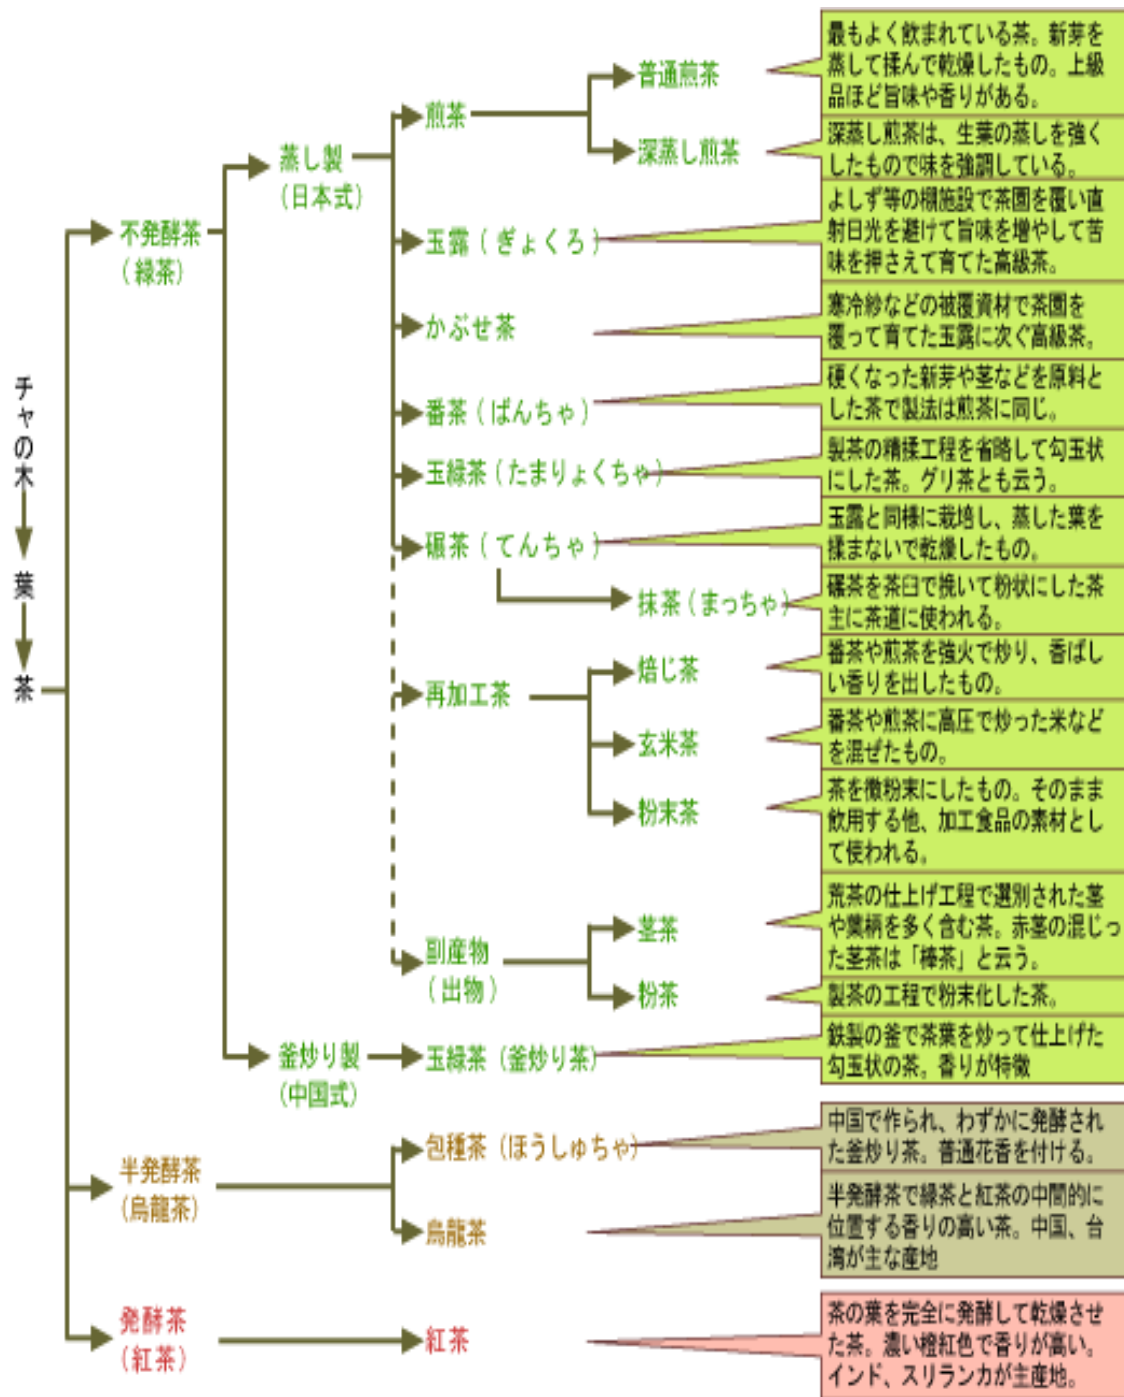 チャの木
葉
茶
不発酵茶
(緑茶)
蒸し製
(日本式)
煎茶
普通煎茶
最もよく飲まれている茶。新芽を
蒸して揉んで乾燥したもの。上級
品ほど旨味や香りがある。
深蒸し煎茶
深蒸し煎茶は、生葉の蒸しを強く
したもので味を強調している。
玉露(ぎょくろ)
よしず等の棚施設で茶園を覆い直
射日光を避けて旨味を増やして苦
味を押さえて育てた高級茶。
かぶせ茶
寒冷紗などの被覆資材で茶園を
覆って育てた玉露に次ぐ高級茶。
番茶(ばんちゃ)
硬くなった新芽や茎などを原料と
した茶で製法は煎茶に同じ。
玉緑茶(たまりょくちゃ)
製茶の精揉工程を省略して勾玉状
にした茶。グリ茶とも云う。
碾茶(てんちゃ)
玉露と同様に栽培し、蒸した葉を
揉まないで乾燥したもの。
抹茶(まっちゃ)
碾茶を茶臼で挽いて粉状にした茶
主に茶道に使われる。
再加工茶
焙じ茶
番茶や煎茶を強火で炒り、香ばし
い香りを出したもの。
玄米茶
番茶や煎茶に高圧で炒った米など
を混ぜたもの。
粉末茶
茶を微粉末にしたもの。そのまま
飲用する他、加工食品の素材とし
て使われる。
副産物
(出物)
茎茶
荒茶の仕上げ工程で選別された茎
や葉柄を多く含む茶。赤茎の混じっ
た茎茶は「棒茶」と云う。
粉茶
製茶の工程で粉末化した茶。
釜炒り製
(中国式)
玉緑茶(釜炒り茶)
鉄製の釜で茶葉を炒って仕上げた
勾玉状の茶。香りが特徴
半発酵茶
(烏龍茶)
包種茶(ほうしゅちゃ)
中国で作られ、わずかに発酵され
た釜炒り茶。普通花香を付ける。
烏龍茶
半発酵茶で緑茶と紅茶の中間的に
位置する香りの高い茶。中国、台
湾が主な産地
発酵茶
(紅茶)
紅茶
茶の葉を完全に発酵して乾燥させ
た茶。濃い橙紅色で香りが高い。
インド、スリランカが主産地。